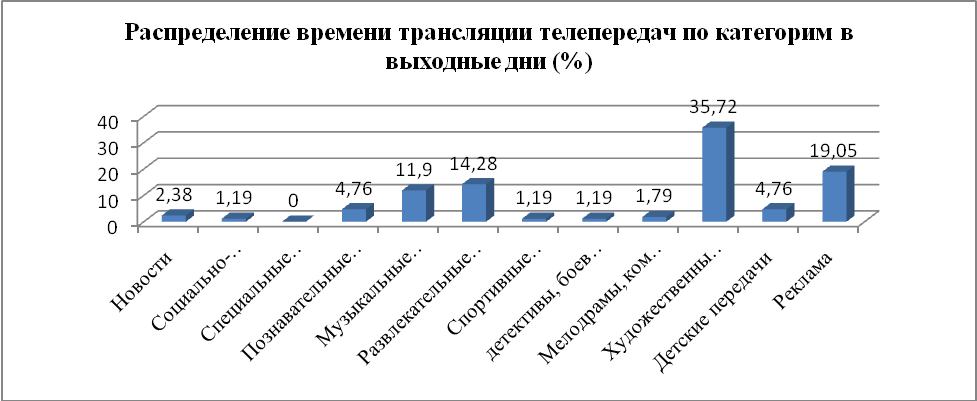 Распределение времени трансляции телепередач по категорим в
выходные дни (%)
40
30
20
10
0
2,38
1,19
0
4,76
11,9
14,28
1,19
1,19
1,79
35,72
4,76
19,05
Новости
Социально-..
Специальные..
Познавательные..
Музыкальные..
Развлекательные..
Спортивные..
детективы, боев..
Мелодрамы, ком..
Художественны..
Детские передачи
Реклама